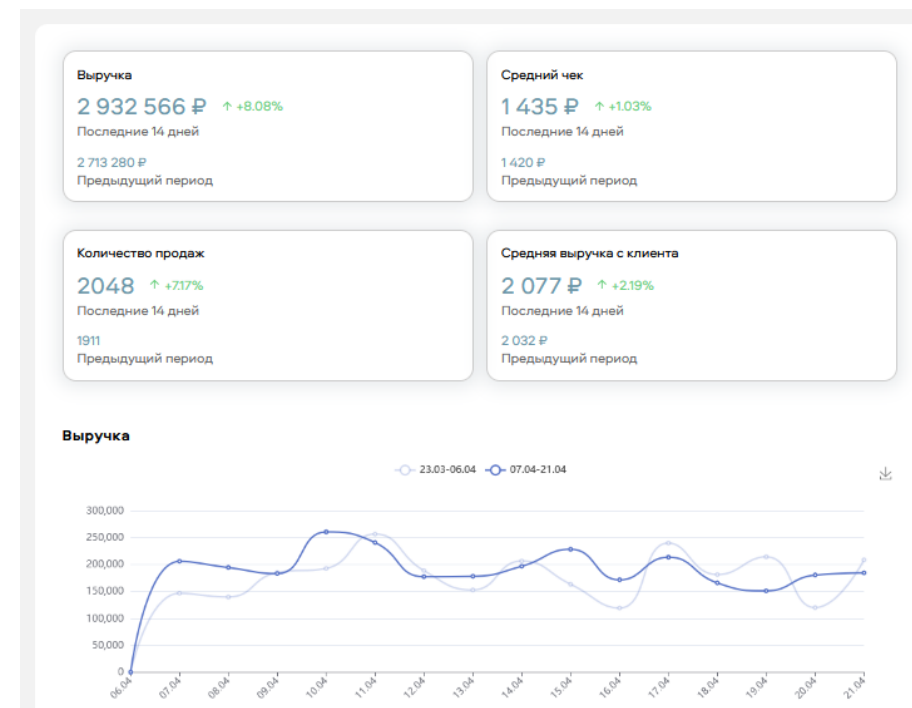 Выручка
2 932 566 ₽ ↑ +8.08%
Последние 14 дней
2 713 280 ₽
Предыдущий период
Средний чек
1 435 ₽ ↑ +1.03%
Последние 14 дней
1 420 ₽
Предыдущий период
Количество продаж
2048 ↑ +7.17%
Последние 14 дней
1911
Предыдущий период
Средняя выручка с клиента
2 077 ₽ ↑ +2.19%
Последние 14 дней
2 032 ₽
Предыдущий период
Выручка
23.03-06.04 07.04-21.04
300,000
250,000
200,000
150,000
100,000
50,000
0
06.04 07.04 08.04 09.04 10.04 11.04 12.04 13.04 14.04 15.04 16.04 17.04 18.04 19.04 20.04 21.04